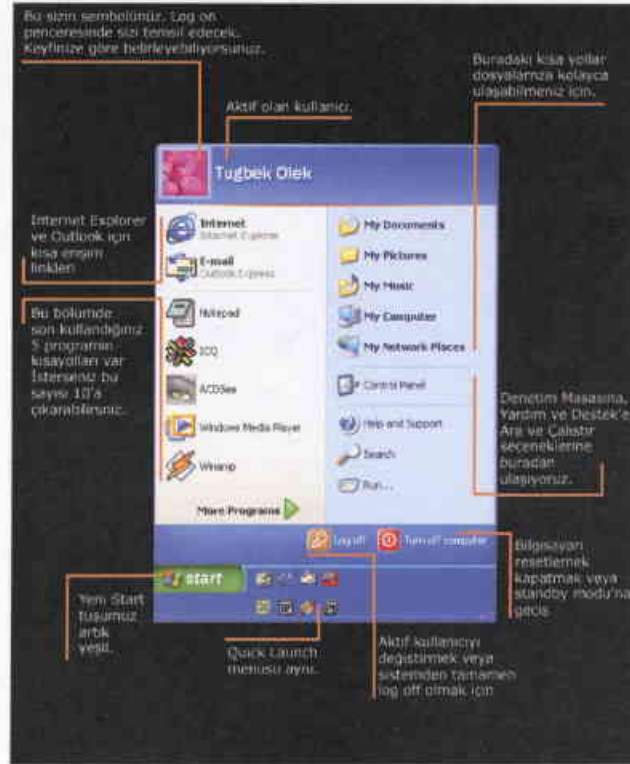 Bu sizin sembolünüz. Log on
penceresinde sizi temsil edecek.
Keyfinize göre belirleyebiliyorsunuz.
Aktif olan kullanıcı.
Buradaki kısa yollar
dosyalarınıza kolayca
ulaşabilmeniz için.
Tugbek Olek
Internet Explorer
ve Outlook için
kısa erişim
linkleri
Bu bölümde
son kullandığınız
5 programın
kısayolları var
İsterseniz bu
sayısı 10'a
çıkarabilirsiniz.
Internet
Internet Explorer
E-mail
Outlook Express
Notepad
ICQ
ACDSee
Windows Media Player
Winamp
More Programs
My Documents
My Pictures
My Music
My Computer
My Network Places
Control Panel
Help and Support
Search
Run...
Denetim Masasına,
Yardım ve Destek'e
Ara ve Çalıştır
seçeneklerine
buradan
ulaşıyoruz.
Log off
Turn off computer
start
Yeni Start
tuşumuz
artık
yeşil.
Quick Launch
menüsü aynı.
Aktif kullanıcıyı
değiştirmek veya
sistemden tamamen
log off olmak için
Bilgisayarı
resetlemek
kapatmak veya
standby modu'na
geçiş